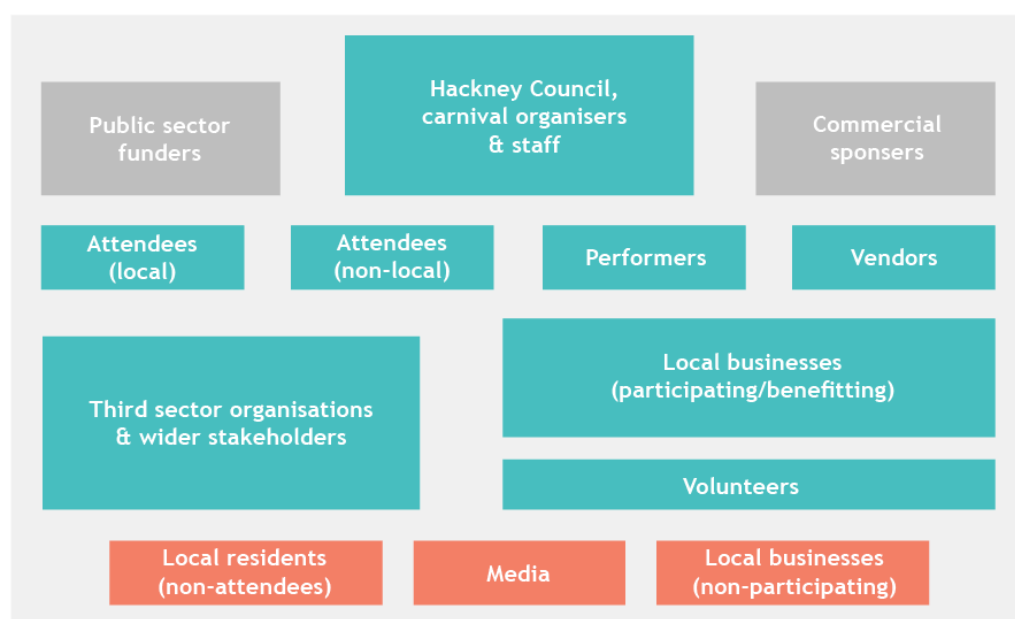 Hackney Council,
carnival organisers
& staff
Public sector
funders
Commercial
sponsers
Attendees
(local)
Attendees
(non-local)
Performers
Vendors
Third sector organisations
& wider stakeholders
Local businesses
(participating/benefitting)
Volunteers
Local residents
(non-attendees)
Media
Local businesses
(non-participating)